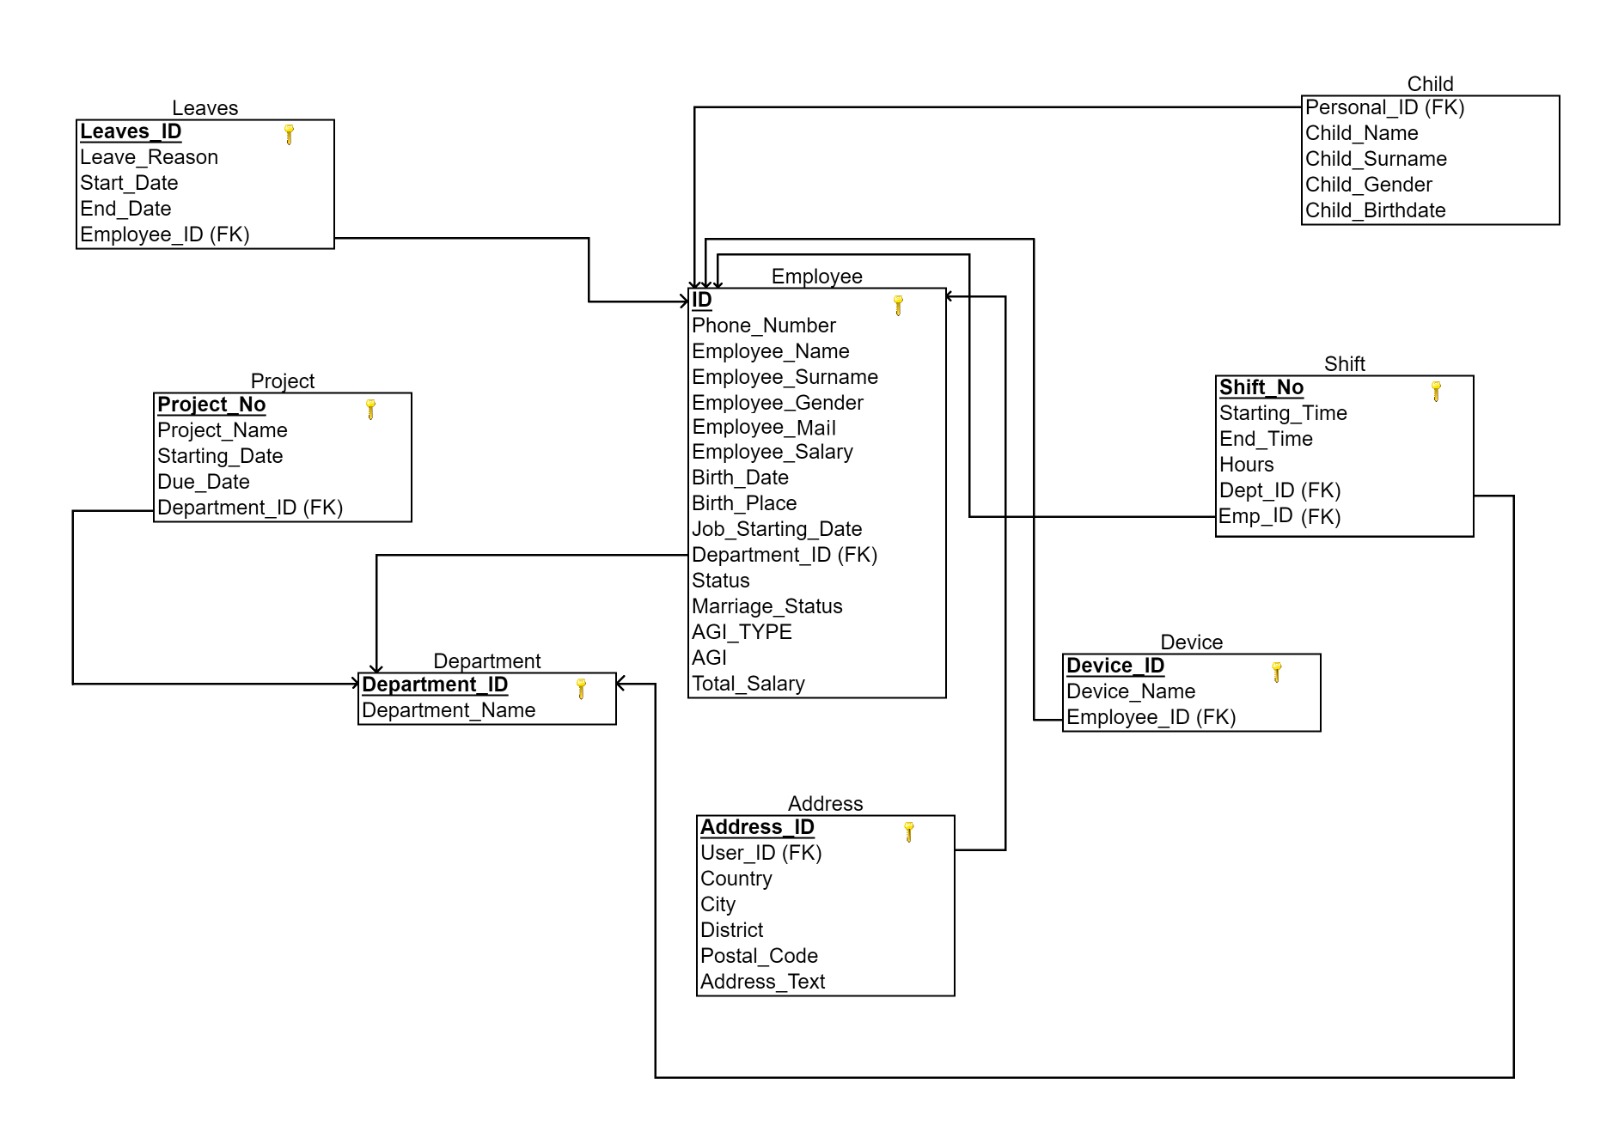 Leaves
Leaves_ID
Leave_Reason
Start_Date
End_Date
Employee_ID (FK)
Child
Personal_ID (FK)
Child_Name
Child_Surname
Child_Gender
Child_Birthdate
Employee
ID
Phone_Number
Employee_Name
Employee_Surname
Employee_Gender
Employee_Mail
Employee_Salary
Birth_Date
Birth_Place
Job_Starting_Date
Department_ID (FK)
Status
Marriage_Status
AGI_TYPE
AGI
Total_Salary
Project
Project_No
Project_Name
Starting_Date
Due_Date
Department_ID (FK)
Shift
Shift_No
Starting_Time
End_Time
Hours
Dept_ID (FK)
Emp_ID (FK)
Department
Department_ID
Department_Name
Device
Device_ID
Device_Name
Employee_ID (FK)
Address
Address_ID
User_ID (FK)
Country
City
District
Postal_Code
Address_Text